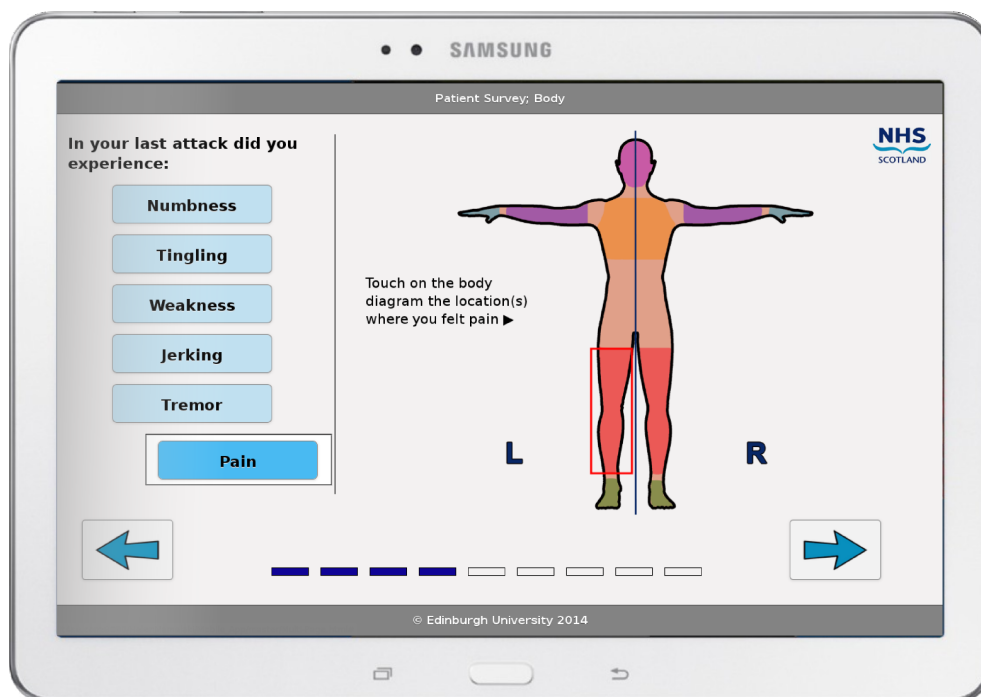 SAMSUNG
Patient Survey; Body
In your last attack did you
experience:
Numbness
Tingling
Weakness
Jerking
Tremor
Pain
Touch on the body
diagram the location(s)
where you felt pain ▶
L
R
NHS
SCOTLAND
© Edinburgh University 2014